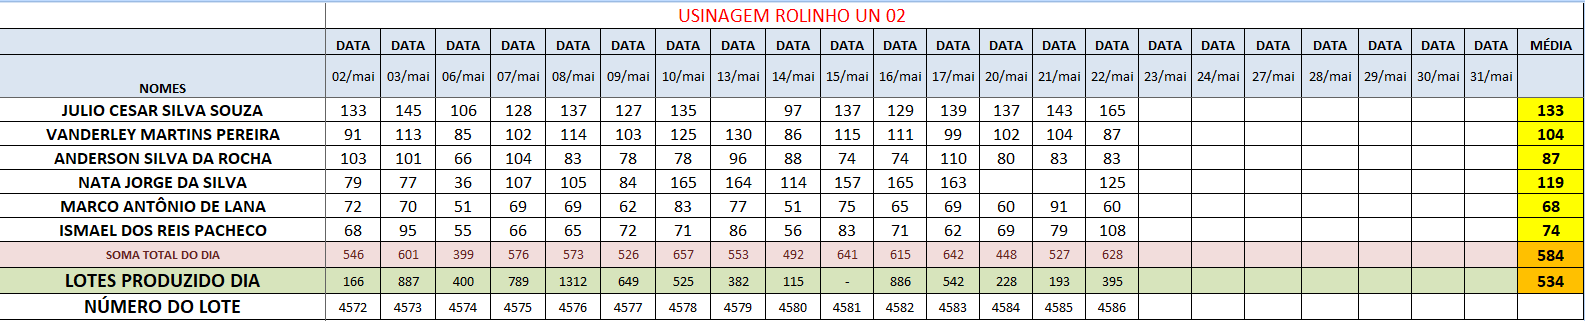 USINAGEM ROLINHO UN 02
DATA DATA DATA DATA DATA DATA DATA DATA DATA DATA DATA DATA DATA DATA DATA DATA DATA DATA DATA DATA DATA DATA MÉDIA
NOMES 02/mai 03/mai 06/mai 07/mai 08/mai 09/mai 10/mai 13/mai 14/mai 15/mai 16/mai 17/mai 20/mai 21/mai 22/mai 23/mai 24/mai 27/mai 28/mai 29/mai 30/mai 31/mai
JULIO CESAR SILVA SOUZA 133 145 106 128 137 127 135 97 137 129 139 137 143 165 133
VANDERLEY MARTINS PEREIRA 91 113 85 102 114 103 125 130 86 115 111 99 102 104 87 104
ANDERSON SILVA DA ROCHA 103 101 66 104 83 78 78 96 88 74 74 110 80 83 83 87
NATA JORGE DA SILVA 79 77 36 107 105 84 165 164 114 157 165 163 125 119
MARCO ANTÔNIO DE LANA 72 70 51 69 69 62 83 77 51 75 65 69 60 91 60 68
ISMAEL DOS REIS PACHECO 68 95 55 66 65 72 71 86 56 83 71 62 69 79 108 74
SOMA TOTAL DO DIA 546 601 399 576 573 526 657 553 492 641 615 642 448 527 628 584
LOTES PRODUZIDO DIA 166 887 400 789 1312 649 525 382 115 - 886 542 228 193 395 534
NÚMERO DO LOTE 4572 4573 4574 4575 4576 4577 4578 4579 4580 4581 4582 4583 4584 4585 4586